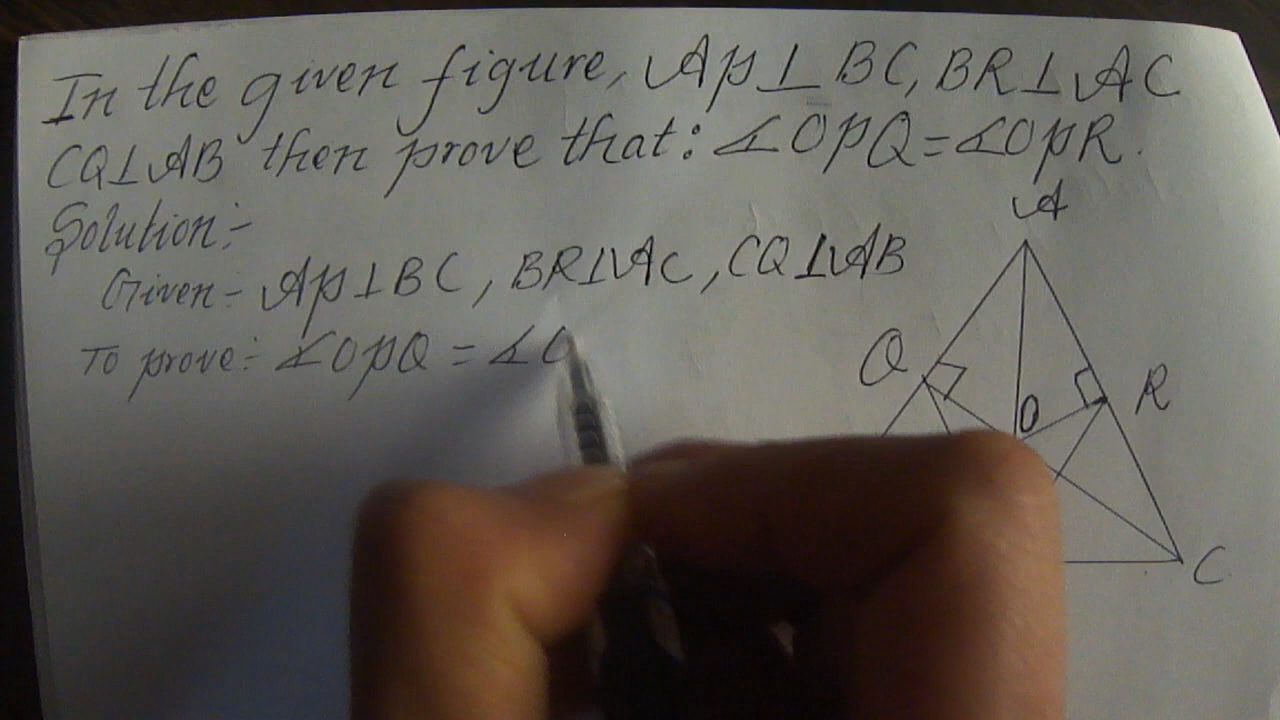 In the given figure, AP⊥BC, BR⊥AC
CQ⊥AB then prove that: ∡OPQ=∡OPR.
Solution:-
Given:- AP⊥BC, BR⊥AC, CQ⊥AB
To prove:- ∡OPQ = ∡O
A
Q
R
O
C